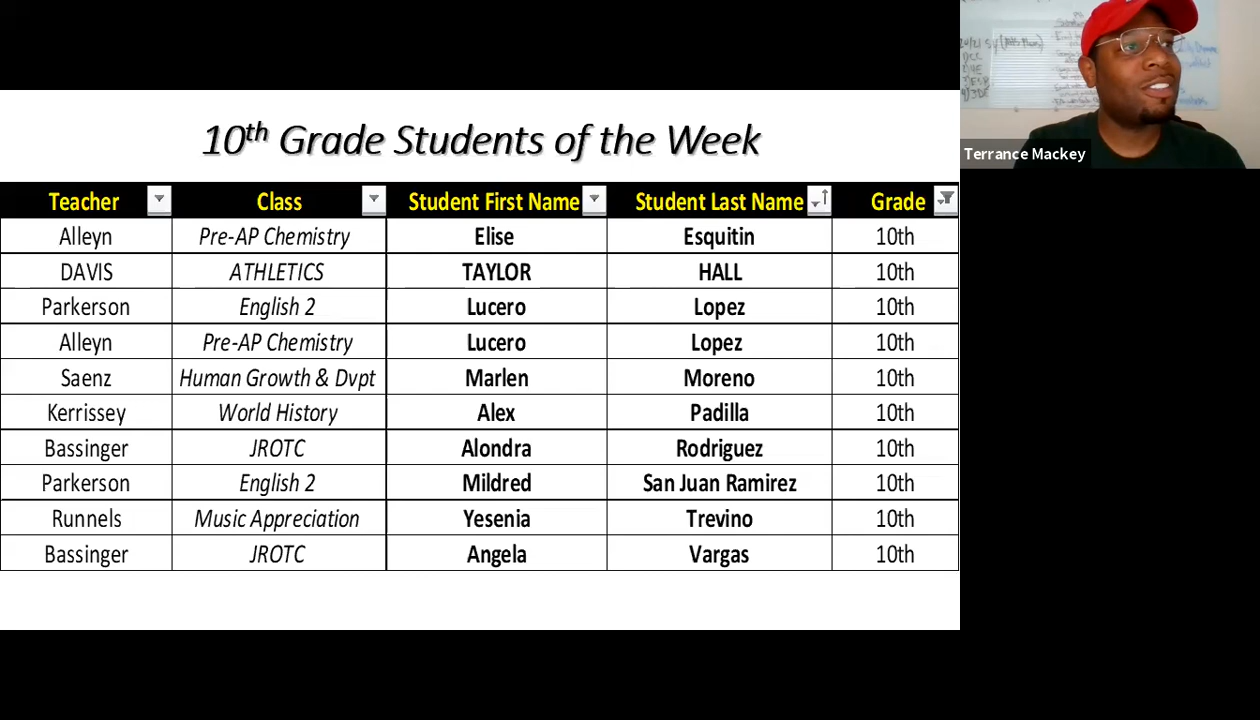 10th Grade Students of the Week
Teacher Class Student First Name Student Last Name Grade
Alleyn Pre-AP Chemistry Elise Esquitin 10th
DAVIS ATHLETICS TAYLOR HALL 10th
Parkerson English 2 Lucero Lopez 10th
Alleyn Pre-AP Chemistry Lucero Lopez 10th
Saenz Human Growth & Dvpt Marlen Moreno 10th
Kerrissey World History Alex Padilla 10th
Bassinger JROTC Alondra Rodriguez 10th
Parkerson English 2 Mildred San Juan Ramirez 10th
Runnels Music Appreciation Yesenia Trevino 10th
Bassinger JROTC Angela Vargas 10th
Terrance Mackey